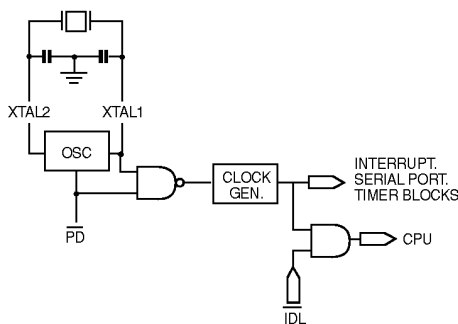 XTAL2
XTAL1
OSC
CLOCK
GEN.
INTERRUPT.
SERIAL PORT.
TIMER BLOCKS
PD
CPU
IDL